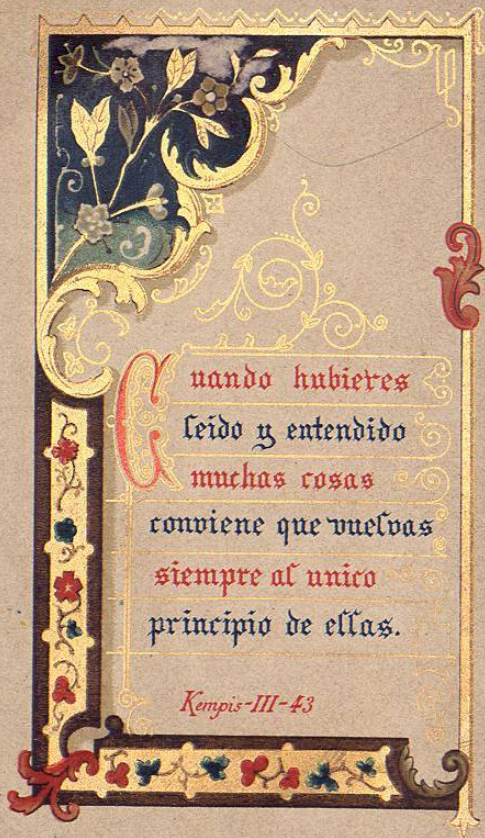 Cuando hubieres
leido y entendido
muchas cosas
conviene que vuelvas
siempre al unico
principio de ellas.
Kempis-III-43